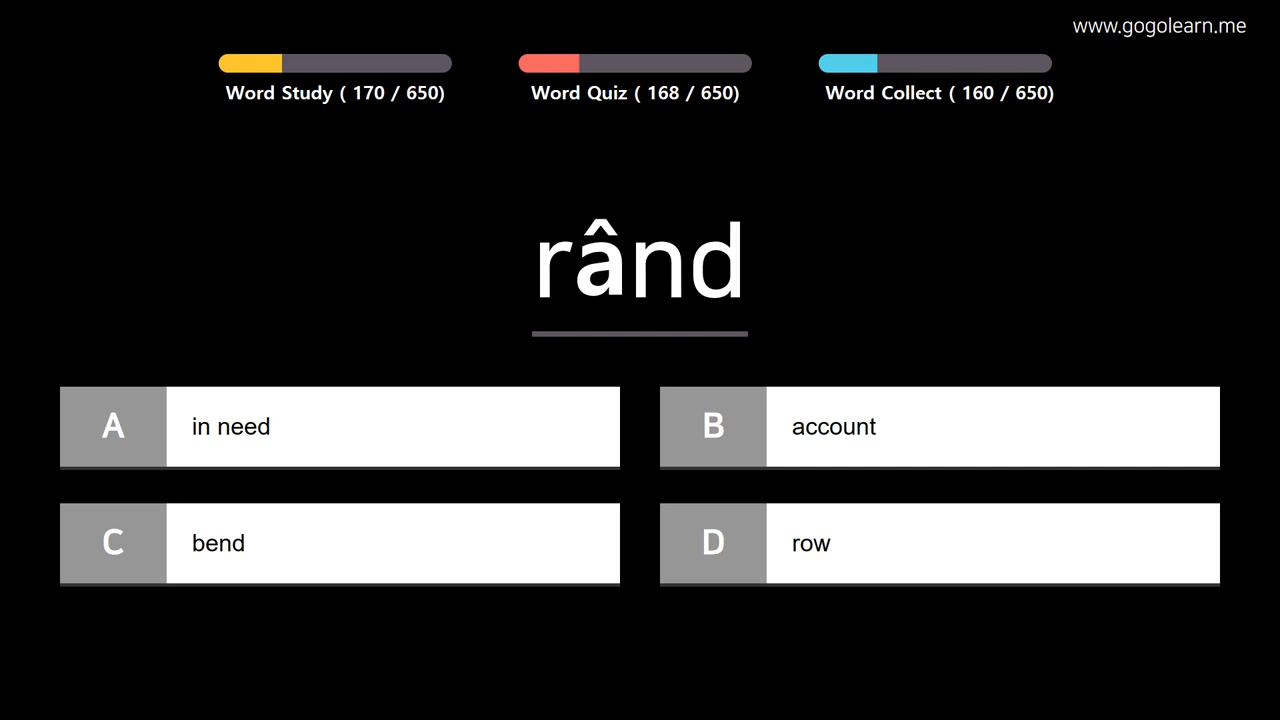 www.gogolearn.me
Word Study ( 170 / 650)
Word Quiz ( 168 / 650)
Word Collect ( 160 / 650)
rând
A in need
B account
C bend
D row